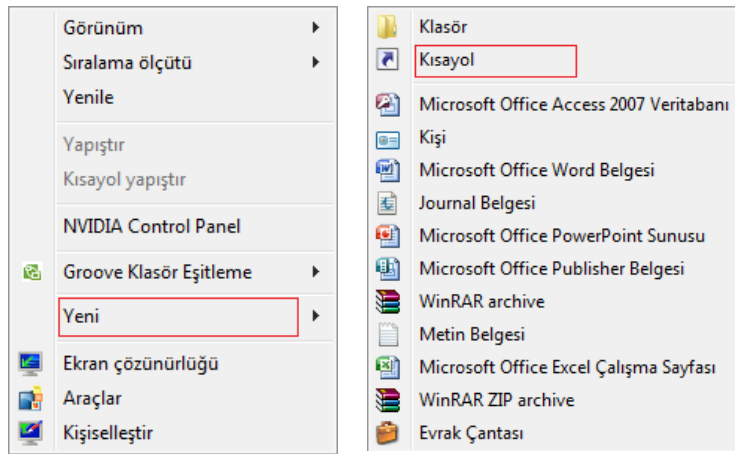 Görünüm
Sıralama ölçütü
Yenile
Yapıştır
Kısayol yapıştır
NVIDIA Control Panel
Groove Klasör Eşitleme
Yeni
Ekran çözünürlüğü
Araçlar
Kişiselleştir
Klasör
Kısayol
Microsoft Office Access 2007 Veritabanı
Kişi
Microsoft Office Word Belgesi
Journal Belgesi
Microsoft Office PowerPoint Sunusu
Microsoft Office Publisher Belgesi
WinRAR archive
Metin Belgesi
Microsoft Office Excel Çalışma Sayfası
WinRAR ZIP archive
Evrak Çantası